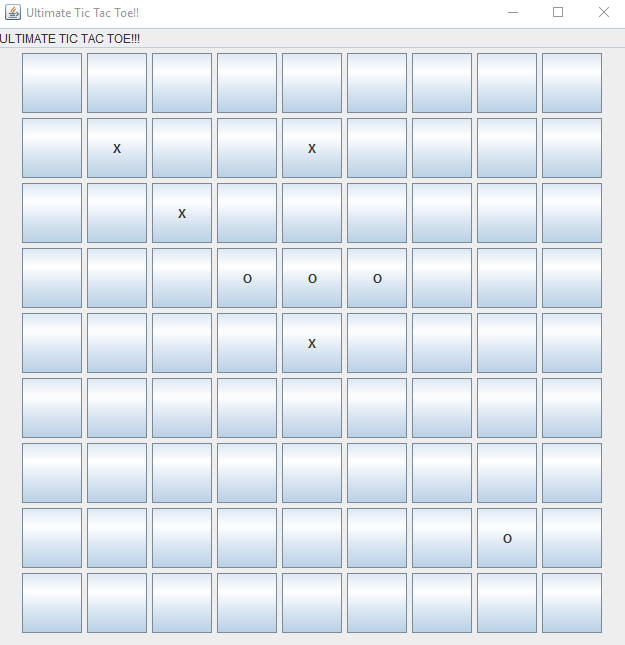 Ultimate Tic Tac Toe!!
ULTIMATE TIC TAC TOE!!!
X X
X
O O O
X
O